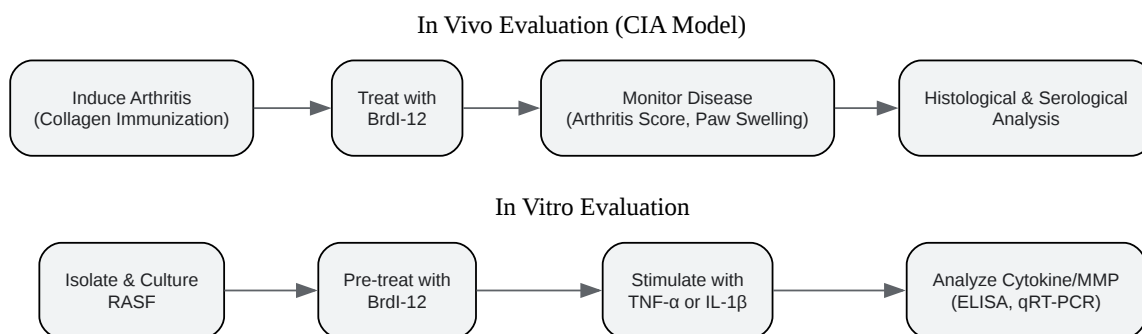 In Vivo Evaluation (CIA Model)
Induce Arthritis
(Collagen Immunization)
Treat with
BrdI-12
Monitor Disease
(Arthritis Score, Paw Swelling)
Histological & Serological
Analysis
In Vitro Evaluation
Isolate & Culture
RASF
Pre-treat with
BrdI-12
Stimulate with
TNF-α or IL-1β
Analyze Cytokine/MMP
(ELISA, qRT-PCR)